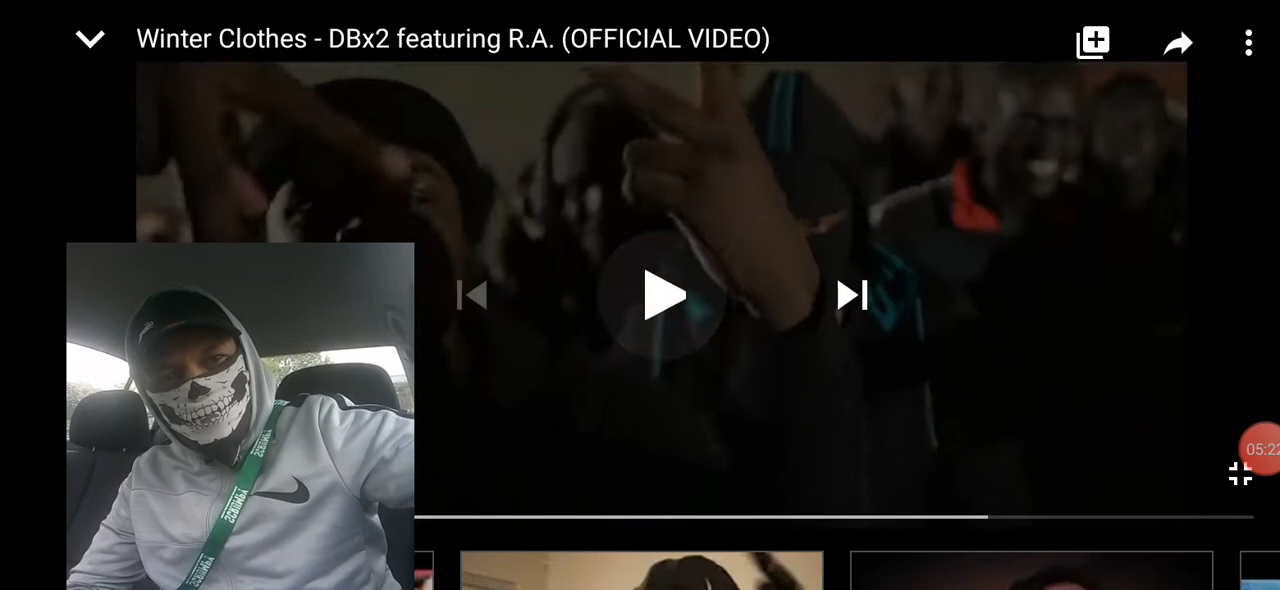 Winter Clothes - DBx2 featuring R.A. (OFFICIAL VIDEO)
05:22